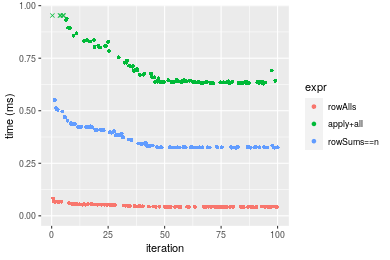 1.00
0.75
0.50
0.25
0.00
time (ms)
0
25
50
75
100
iteration
expr
rowAlls
apply+all
rowSums==n